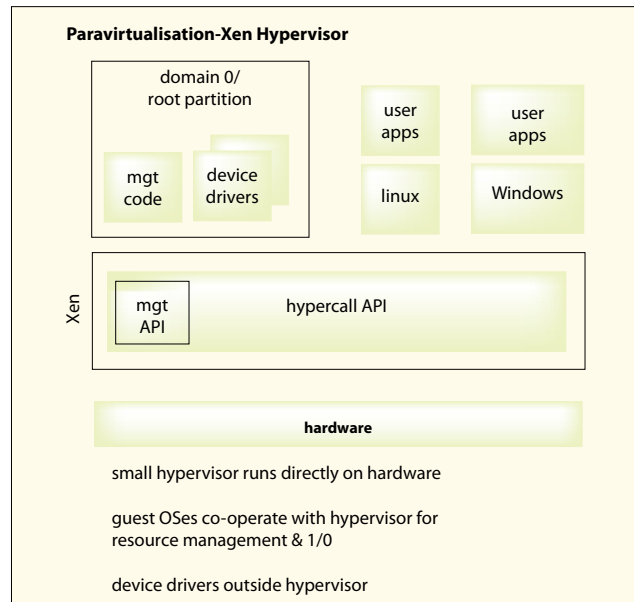 Paravirtualisation-Xen Hypervisor
domain 0/
root partition
mgt
code
device
drivers
user
apps
user
apps
linux
Windows
Xen
mgt
API
hypercall API
hardware
small hypervisor runs directly on hardware
guest OSes co-operate with hypervisor for
resource management & 1/0
device drivers outside hypervisor